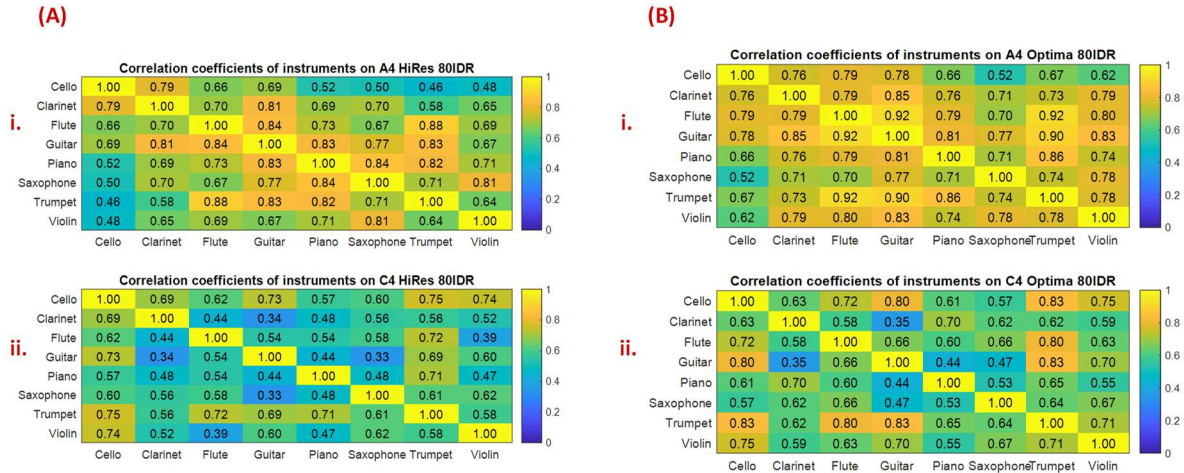 (A)
(B)
i.
Correlation coefficients of instruments on A4 HiRes 80IDR
Cello 1.00 0.79 0.66 0.69 0.52 0.50 0.46 0.48
Clarinet 0.79 1.00 0.70 0.81 0.69 0.70 0.58 0.65
Flute 0.66 0.70 1.00 0.84 0.73 0.67 0.88 0.69
Guitar 0.69 0.81 0.84 1.00 0.83 0.77 0.83 0.67
Piano 0.52 0.69 0.73 0.83 1.00 0.84 0.82 0.71
Saxophone 0.50 0.70 0.67 0.77 0.84 1.00 0.71 0.81
Trumpet 0.46 0.58 0.88 0.83 0.82 0.71 1.00 0.64
Violin 0.48 0.65 0.69 0.67 0.71 0.81 0.64 1.00
Cello Clarinet Flute Guitar Piano Saxophone Trumpet Violin
1
0.8
0.6
0.4
0.2
0
i.
Correlation coefficients of instruments on A4 Optima 80IDR
Cello 1.00 0.76 0.79 0.78 0.66 0.52 0.67 0.62
Clarinet 0.76 1.00 0.79 0.85 0.76 0.71 0.73 0.79
Flute 0.79 0.79 1.00 0.92 0.79 0.70 0.92 0.80
Guitar 0.78 0.85 0.92 1.00 0.81 0.77 0.90 0.83
Piano 0.66 0.76 0.79 0.81 1.00 0.71 0.86 0.74
Saxophone 0.52 0.71 0.70 0.77 0.71 1.00 0.74 0.78
Trumpet 0.67 0.73 0.92 0.90 0.86 0.74 1.00 0.78
Violin 0.62 0.79 0.80 0.83 0.74 0.78 0.78 1.00
Cello Clarinet Flute Guitar Piano Saxophone Trumpet Violin
1
0.8
0.6
0.4
0.2
0
ii.
Correlation coefficients of instruments on C4 HiRes 80IDR
Cello 1.00 0.69 0.62 0.73 0.57 0.60 0.75 0.74
Clarinet 0.69 1.00 0.44 0.34 0.48 0.56 0.56 0.52
Flute 0.62 0.44 1.00 0.54 0.54 0.58 0.72 0.39
Guitar 0.73 0.34 0.54 1.00 0.44 0.33 0.69 0.60
Piano 0.57 0.48 0.54 0.44 1.00 0.48 0.71 0.47
Saxophone 0.60 0.56 0.58 0.33 0.48 1.00 0.61 0.62
Trumpet 0.75 0.56 0.72 0.69 0.71 0.61 1.00 0.58
Violin 0.74 0.52 0.39 0.60 0.47 0.62 0.58 1.00
Cello Clarinet Flute Guitar Piano Saxophone Trumpet Violin
1
0.8
0.6
0.4
0.2
0
ii.
Correlation coefficients of instruments on C4 Optima 80IDR
Cello 1.00 0.63 0.72 0.80 0.61 0.57 0.83 0.75
Clarinet 0.63 1.00 0.58 0.35 0.70 0.62 0.62 0.59
Flute 0.72 0.58 1.00 0.66 0.60 0.66 0.80 0.63
Guitar 0.80 0.35 0.66 1.00 0.44 0.47 0.83 0.70
Piano 0.61 0.70 0.60 0.44 1.00 0.53 0.65 0.55
Saxophone 0.57 0.62 0.66 0.47 0.53 1.00 0.64 0.67
Trumpet 0.83 0.62 0.80 0.83 0.65 0.64 1.00 0.71
Violin 0.75 0.59 0.63 0.70 0.55 0.67 0.71 1.00
Cello Clarinet Flute Guitar Piano Saxophone Trumpet Violin
1
0.8
0.6
0.4
0.2
0